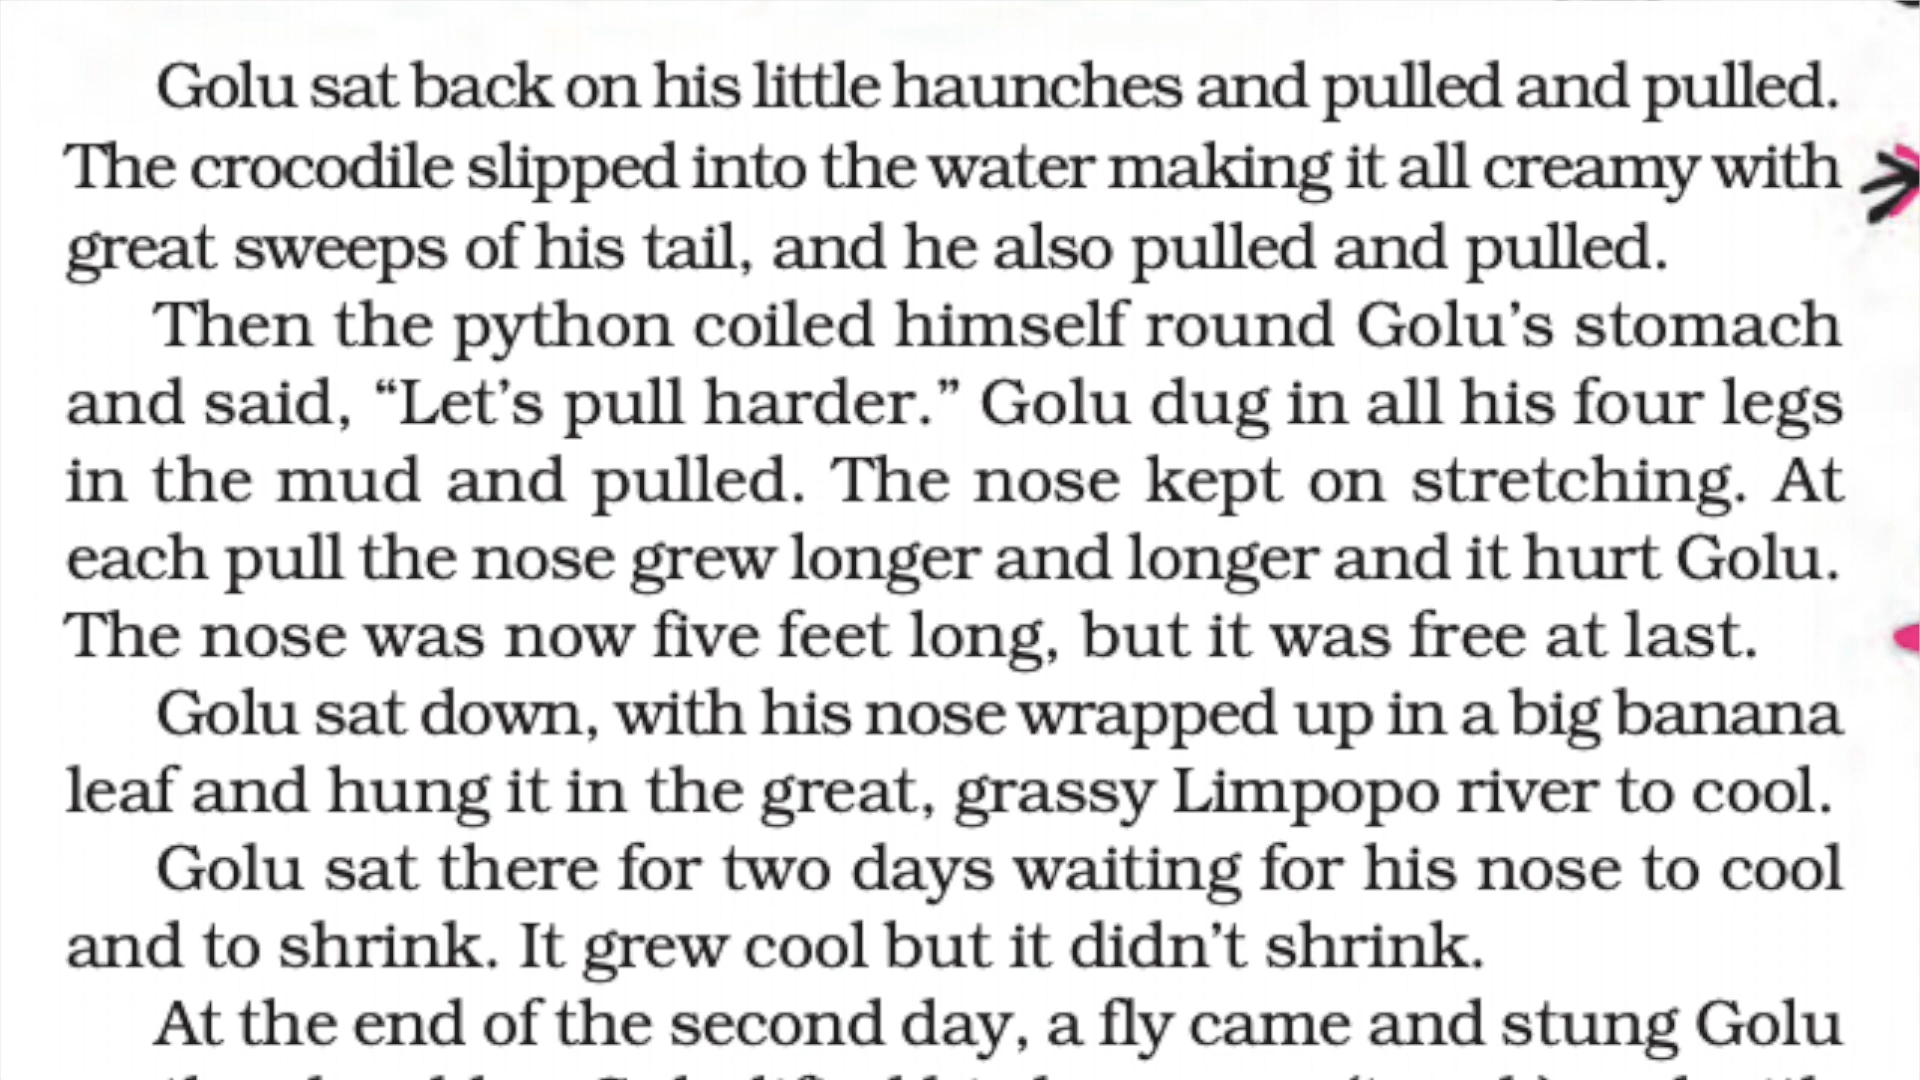 Golu sat back on his little haunches and pulled and pulled.
The crocodile slipped into the water making it all creamy with
great sweeps of his tail, and he also pulled and pulled.
Then the python coiled himself round Golu’s stomach
and said, “Let’s pull harder.” Golu dug in all his four legs
in the mud and pulled. The nose kept on stretching. At
each pull the nose grew longer and longer and it hurt Golu.
The nose was now five feet long, but it was free at last.
Golu sat down, with his nose wrapped up in a big banana
leaf and hung it in the great, grassy Limpopo river to cool.
Golu sat there for two days waiting for his nose to cool
and to shrink. It grew cool but it didn’t shrink.
At the end of the second day, a fly came and stung Golu